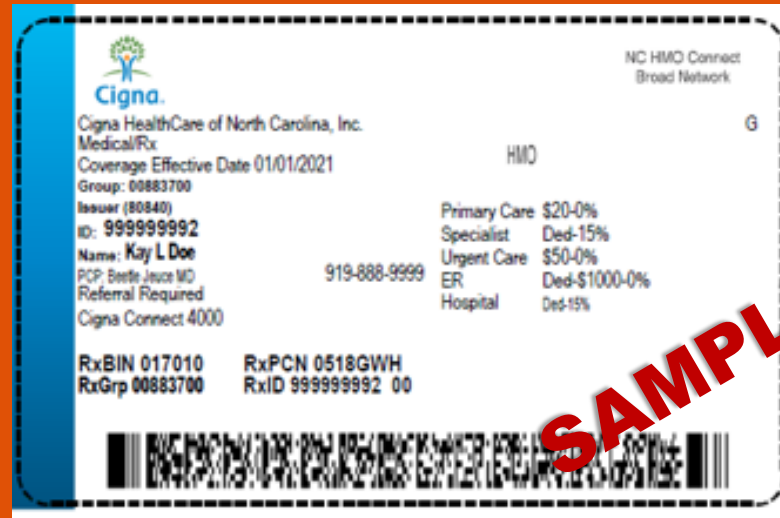 Cigna.
NC HMO Connect
Broad Network
Cigna HealthCare of North Carolina, Inc.
G
Medical/Rx
HMO
Coverage Effective Date 01/01/2021
Group: 00883700
Issuer (80840)
ID: 999999992
Name: Kay L Doe
PCP: Beetle Jeuce MD
919-888-9999
Referral Required
Cigna Connect 4000
Primary Care $20-0%
Specialist Ded-15%
Urgent Care $50-0%
ER Ded-$1000-0%
Hospital Ded-15%
RxBIN 017010 RxPCN 0518GWH
RxGrp 00883700 RxID 999999992 00
SAMPL